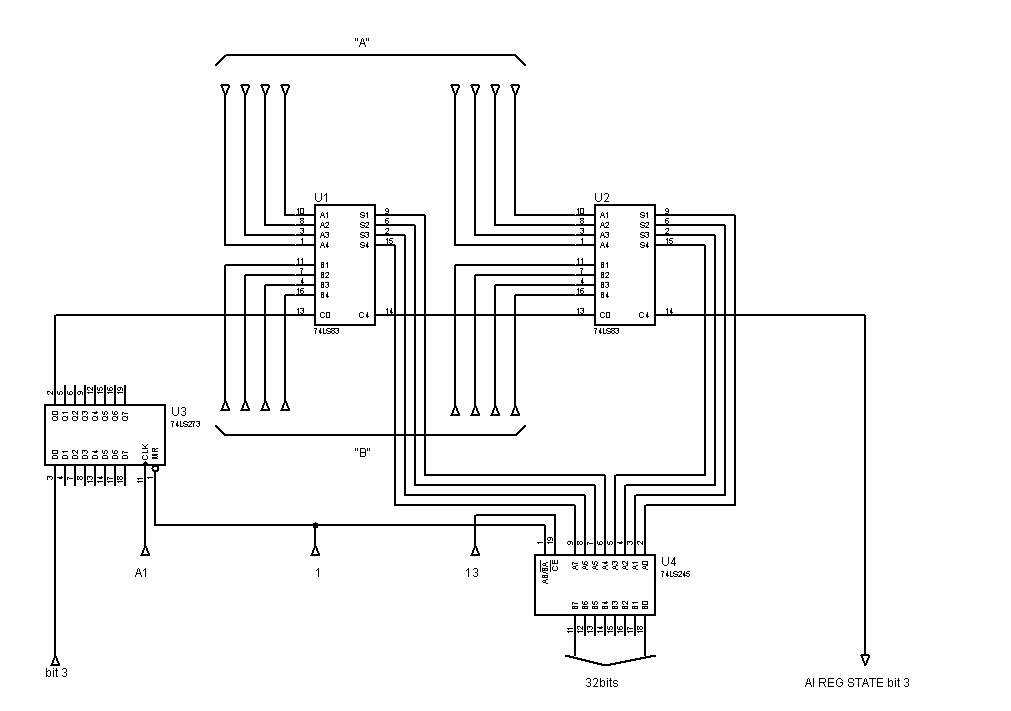 "A"
U1
U2
10 A1 S1 9
8 A2 S2 6
3 A3 S3 2
1 A4 S4 15
11 B1
7 B2
4 B3
16 B4
13 C0 C4 14
74LS83
10 A1 S1 9
8 A2 S2 6
3 A3 S3 2
1 A4 S4 15
11 B1
7 B2
4 B3
16 B4
13 C0 C4 14
74LS83
2 5 6 9 12 15 16 19
Q0 Q1 Q2 Q3 Q4 Q5 Q6 Q7
U3
74LS273
D0 D1 D2 D3 D4 D5 D6 D7 CLK MR
3 4 7 8 13 14 17 18 11 1
"B"
A1
1
13
1 19 9 8 7 6 5 4 3 2
AB/BA CE A7 A6 A5 A4 A3 A2 A1 A0
U4
74LS245
B7 B6 B5 B4 B3 B2 B1 B0
11 12 13 14 15 16 17 18
bit 3
32bits
AI REG STATE bit 3